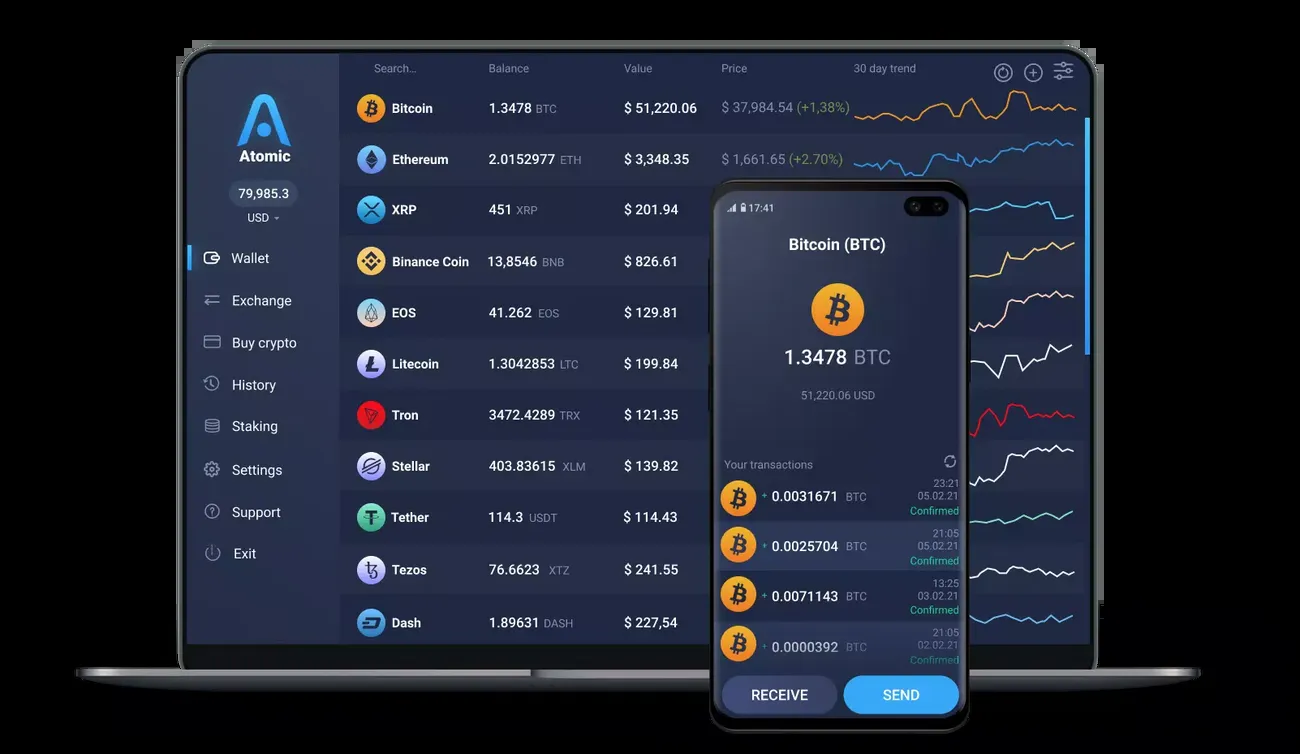 Atomic
79,985.3
USD
Wallet
Exchange
Buy crypto
History
Staking
Settings
Support
Exit
Search... Balance Value Price 30 day trend
Bitcoin 1.3478 BTC $ 51,220.06 $ 37,984.54 (+1,38%)
Ethereum 2.0152977 ETH $ 3,348.35 $ 1,661.65 (+2.70%)
XRP 451 XRP $ 201.94
Binance Coin 13,8546 BNB $ 826.61
EOS 41.262 EOS $ 129.81
Litecoin 1.3042853 LTC $ 199.84
Tron 3472.4289 TRX $ 121.35
Stellar 403.83615 XLM $ 139.82
Tether 114.3 USDT $ 114.43
Tezos 76.6623 XTZ $ 241.55
Dash 1.89631 DASH $ 227,54
17:41
Bitcoin (BTC)
1.3478 BTC
51,220.06 USD
Your transactions
23:21
+ 0.0031671 BTC 05.02.21
Confirmed
21:05
+ 0.0025704 BTC 05.02.21
Confirmed
13:25
+ 0.0071143 BTC 03.02.21
Confirmed
21:05
+ 0.0000392 BTC 02.02.21
Confirmed
RECEIVE SEND